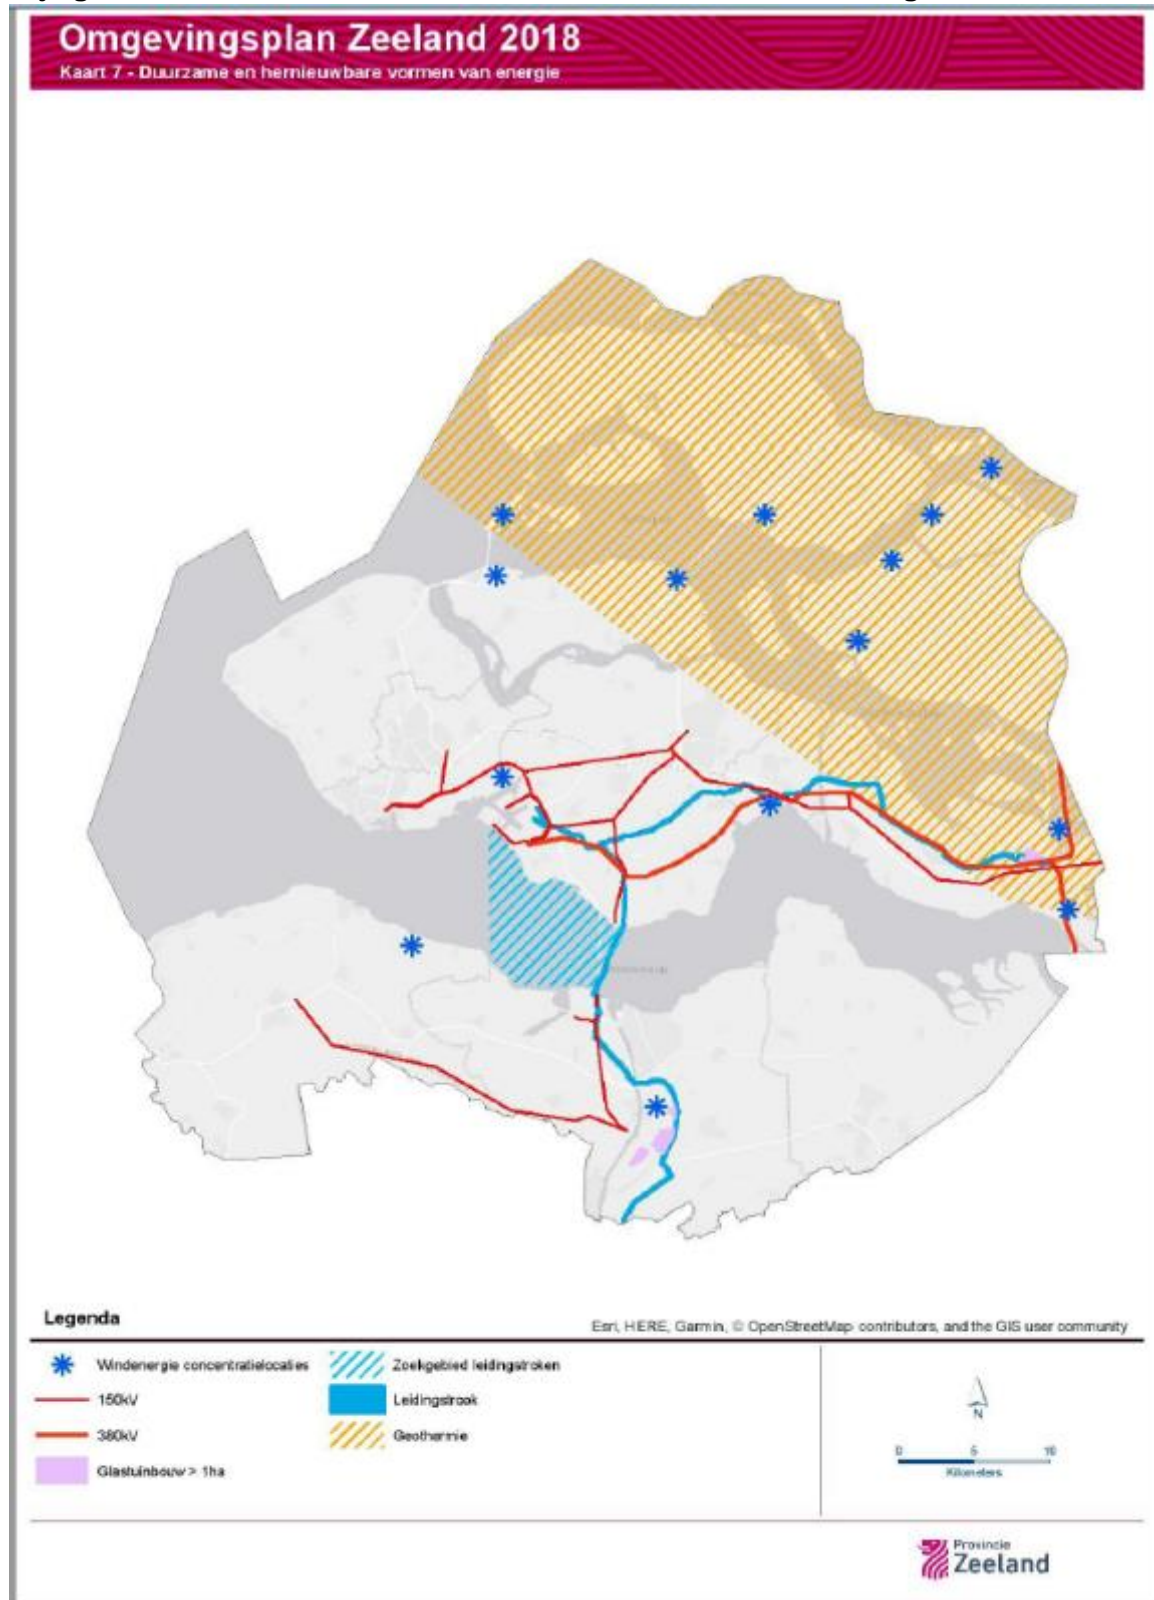 Omgevingsplan Zeeland 2018
Kaart 7 - Duurzame en hernieuwbare vormen van energie
Legenda
Esri, HERE, Garmin, © OpenStreetMap contributors, and the GIS user community
Windenergie concentratielocaties
150kV
380kV
Glastuinbouw > 1ha
Zoekgebied leidingstroken
Leidingstrook
Geothermie
N
0 5 10
Kilometers
Provincie
Zeeland